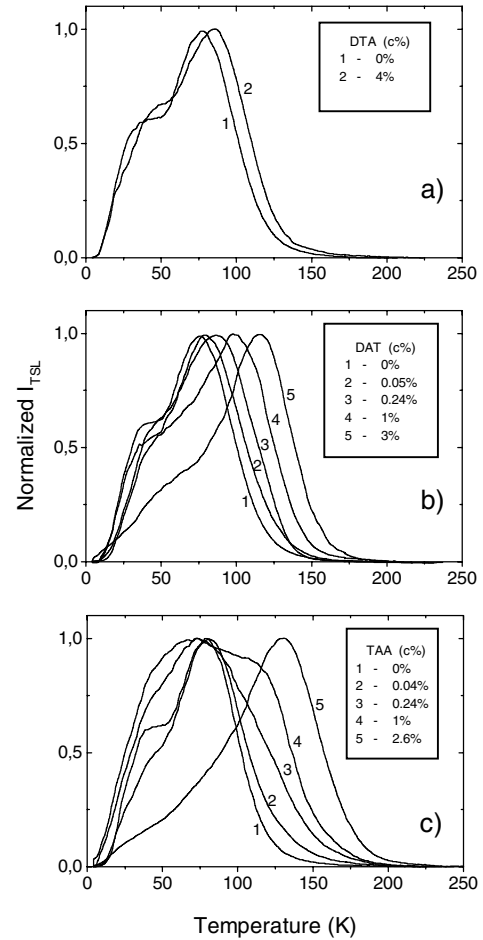 1,0
0,5
0,0
0 50 100 150 200 250
DTA (c%)
1 - 0%
2 - 4%
2
1
a)
1,0
0,5
0,0
0 50 100 150 200 250
DAT (c%)
1 - 0%
2 - 0.05%
3 - 0.24%
4 - 1%
5 - 3%
5
4
3
2
1
b)
Normalized I_TSL
1,0
0,5
0,0
0 50 100 150 200 250
TAA (c%)
1 - 0%
2 - 0.04%
3 - 0.24%
4 - 1%
5 - 2.6%
5
4
3
2
1
c)
Temperature (K)